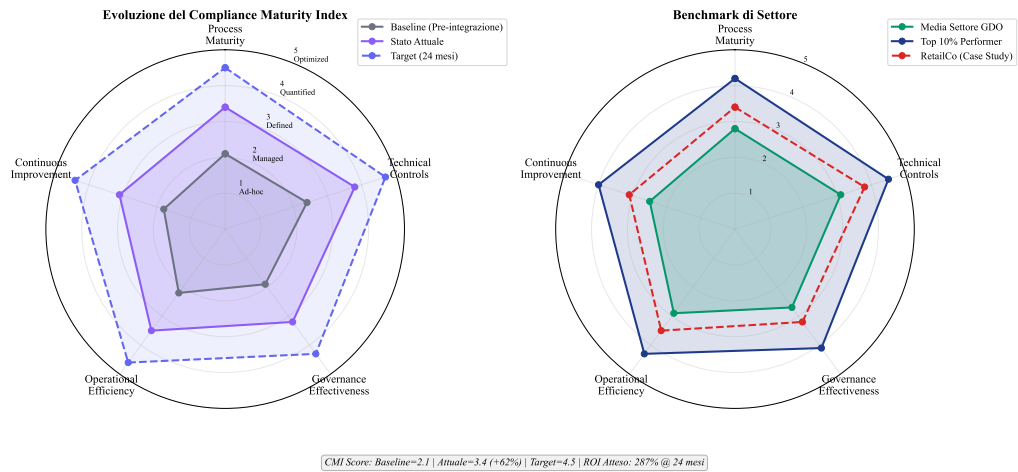 Evoluzione del Compliance Maturity Index
Process
Maturity
Baseline (Pre-integrazione)
Stato Attuale
Target (24 mesi)
5
Optimized
4
Quantified
3
Defined
2
Managed
1
Ad-hoc
Technical
Controls
Continuous
Improvement
Operational
Efficiency
Governance
Effectiveness
Benchmark di Settore
Process
Maturity
Media Settore GDO
Top 10% Performer
RetailCo (Case Study)
5
4
3
2
1
Technical
Controls
Continuous
Improvement
Operational
Efficiency
Governance
Effectiveness
CMI Score: Baseline=2.1 | Attuale=3.4 (+62%) | Target=4.5 | ROI Atteso: 287% @ 24 mesi